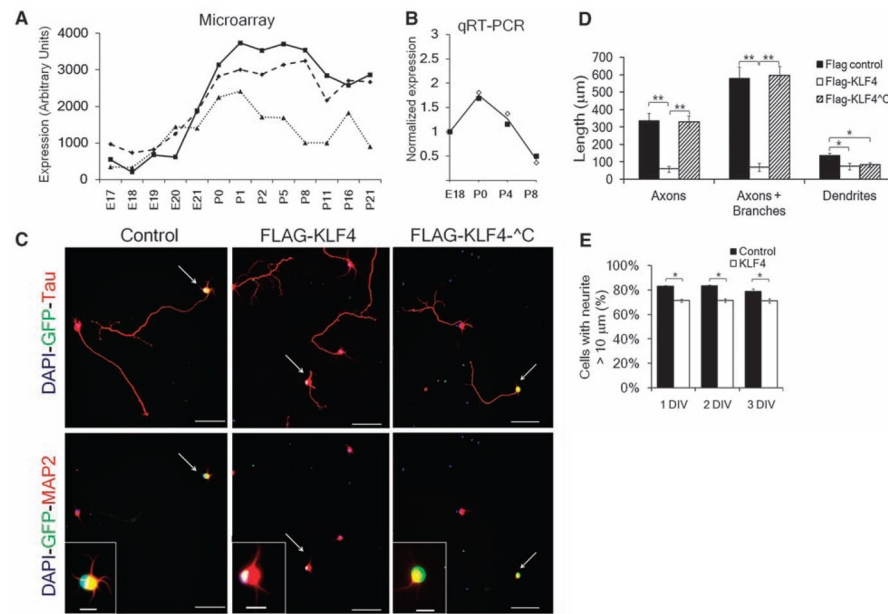 A
Microarray
Expression (Arbitrary Units)
4000
3000
2000
1000
0
E17
E18
E19
E20
E21
P0
P1
P2
P5
P8
P11
P16
P21
B
qRT-PCR
Normalized expression
3
2.5
2
1.5
1
0.5
E18 P0 P4 P8
C
Control
FLAG-KLF4
FLAG-KLF4-^C
DAPI-GFP-Tau
DAPI-GFP-MAP2
D
Length (µm)
700
600
500
400
300
200
100
0
** **
** **
* *
Flag control
Flag-KLF4
Flag-KLF4^C
Axons
Axons +
Branches
Dendrites
E
Control
KLF4
Cells with neurite
> 10 µm (%)
100%
80%
60%
40%
20%
0%
* * *
1 DIV 2 DIV 3 DIV